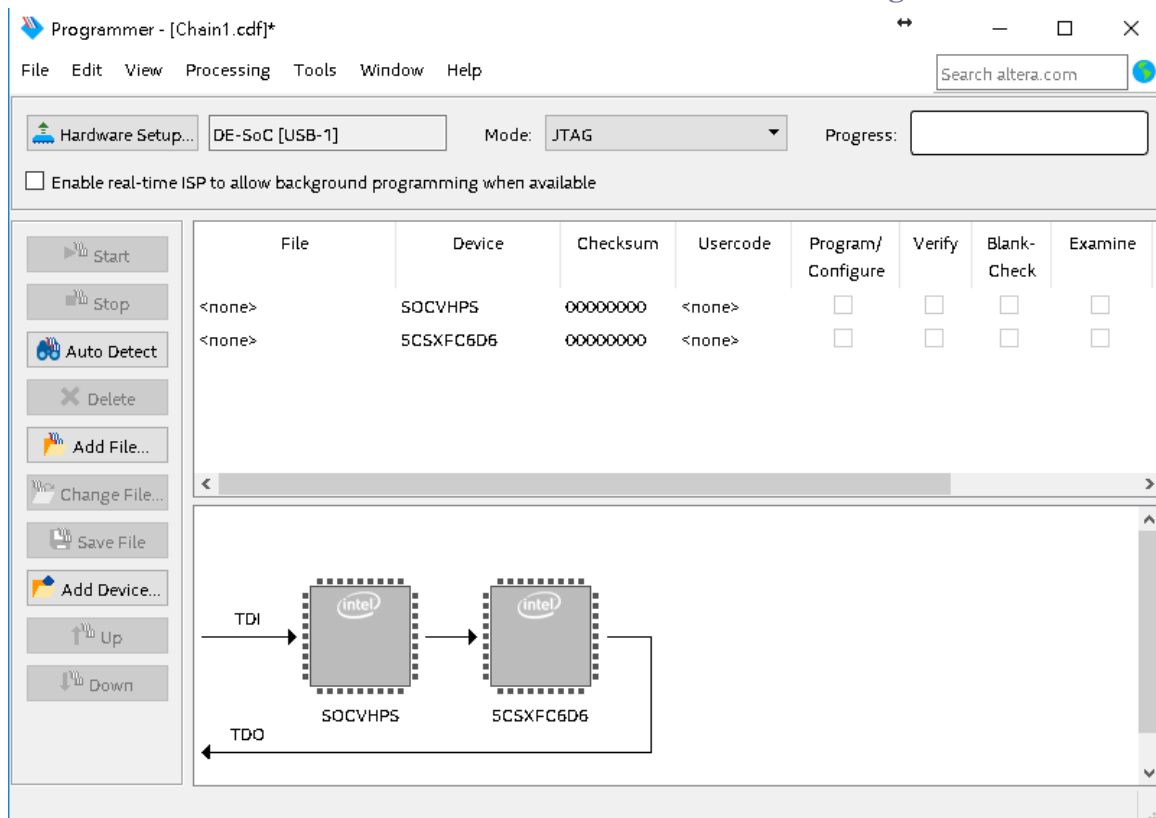 Programmer - [Chain1.cdf]*
File Edit View Processing Tools Window Help
Search altera.com
Hardware Setup... DE-SoC [USB-1] Mode: JTAG Progress:
Enable real-time ISP to allow background programming when available
Start
Stop
Auto Detect
Delete
Add File...
Change File...
Save File
Add Device...
Up
Down
File Device Checksum Usercode Program/ Verify Blank- Examine
Configure Check
<none> SOCVHPS 00000000 <none>
<none> 5CSXFC6D6 00000000 <none>
TDI
intel
intel
SOCVHPS 5CSXFC6D6
TDO